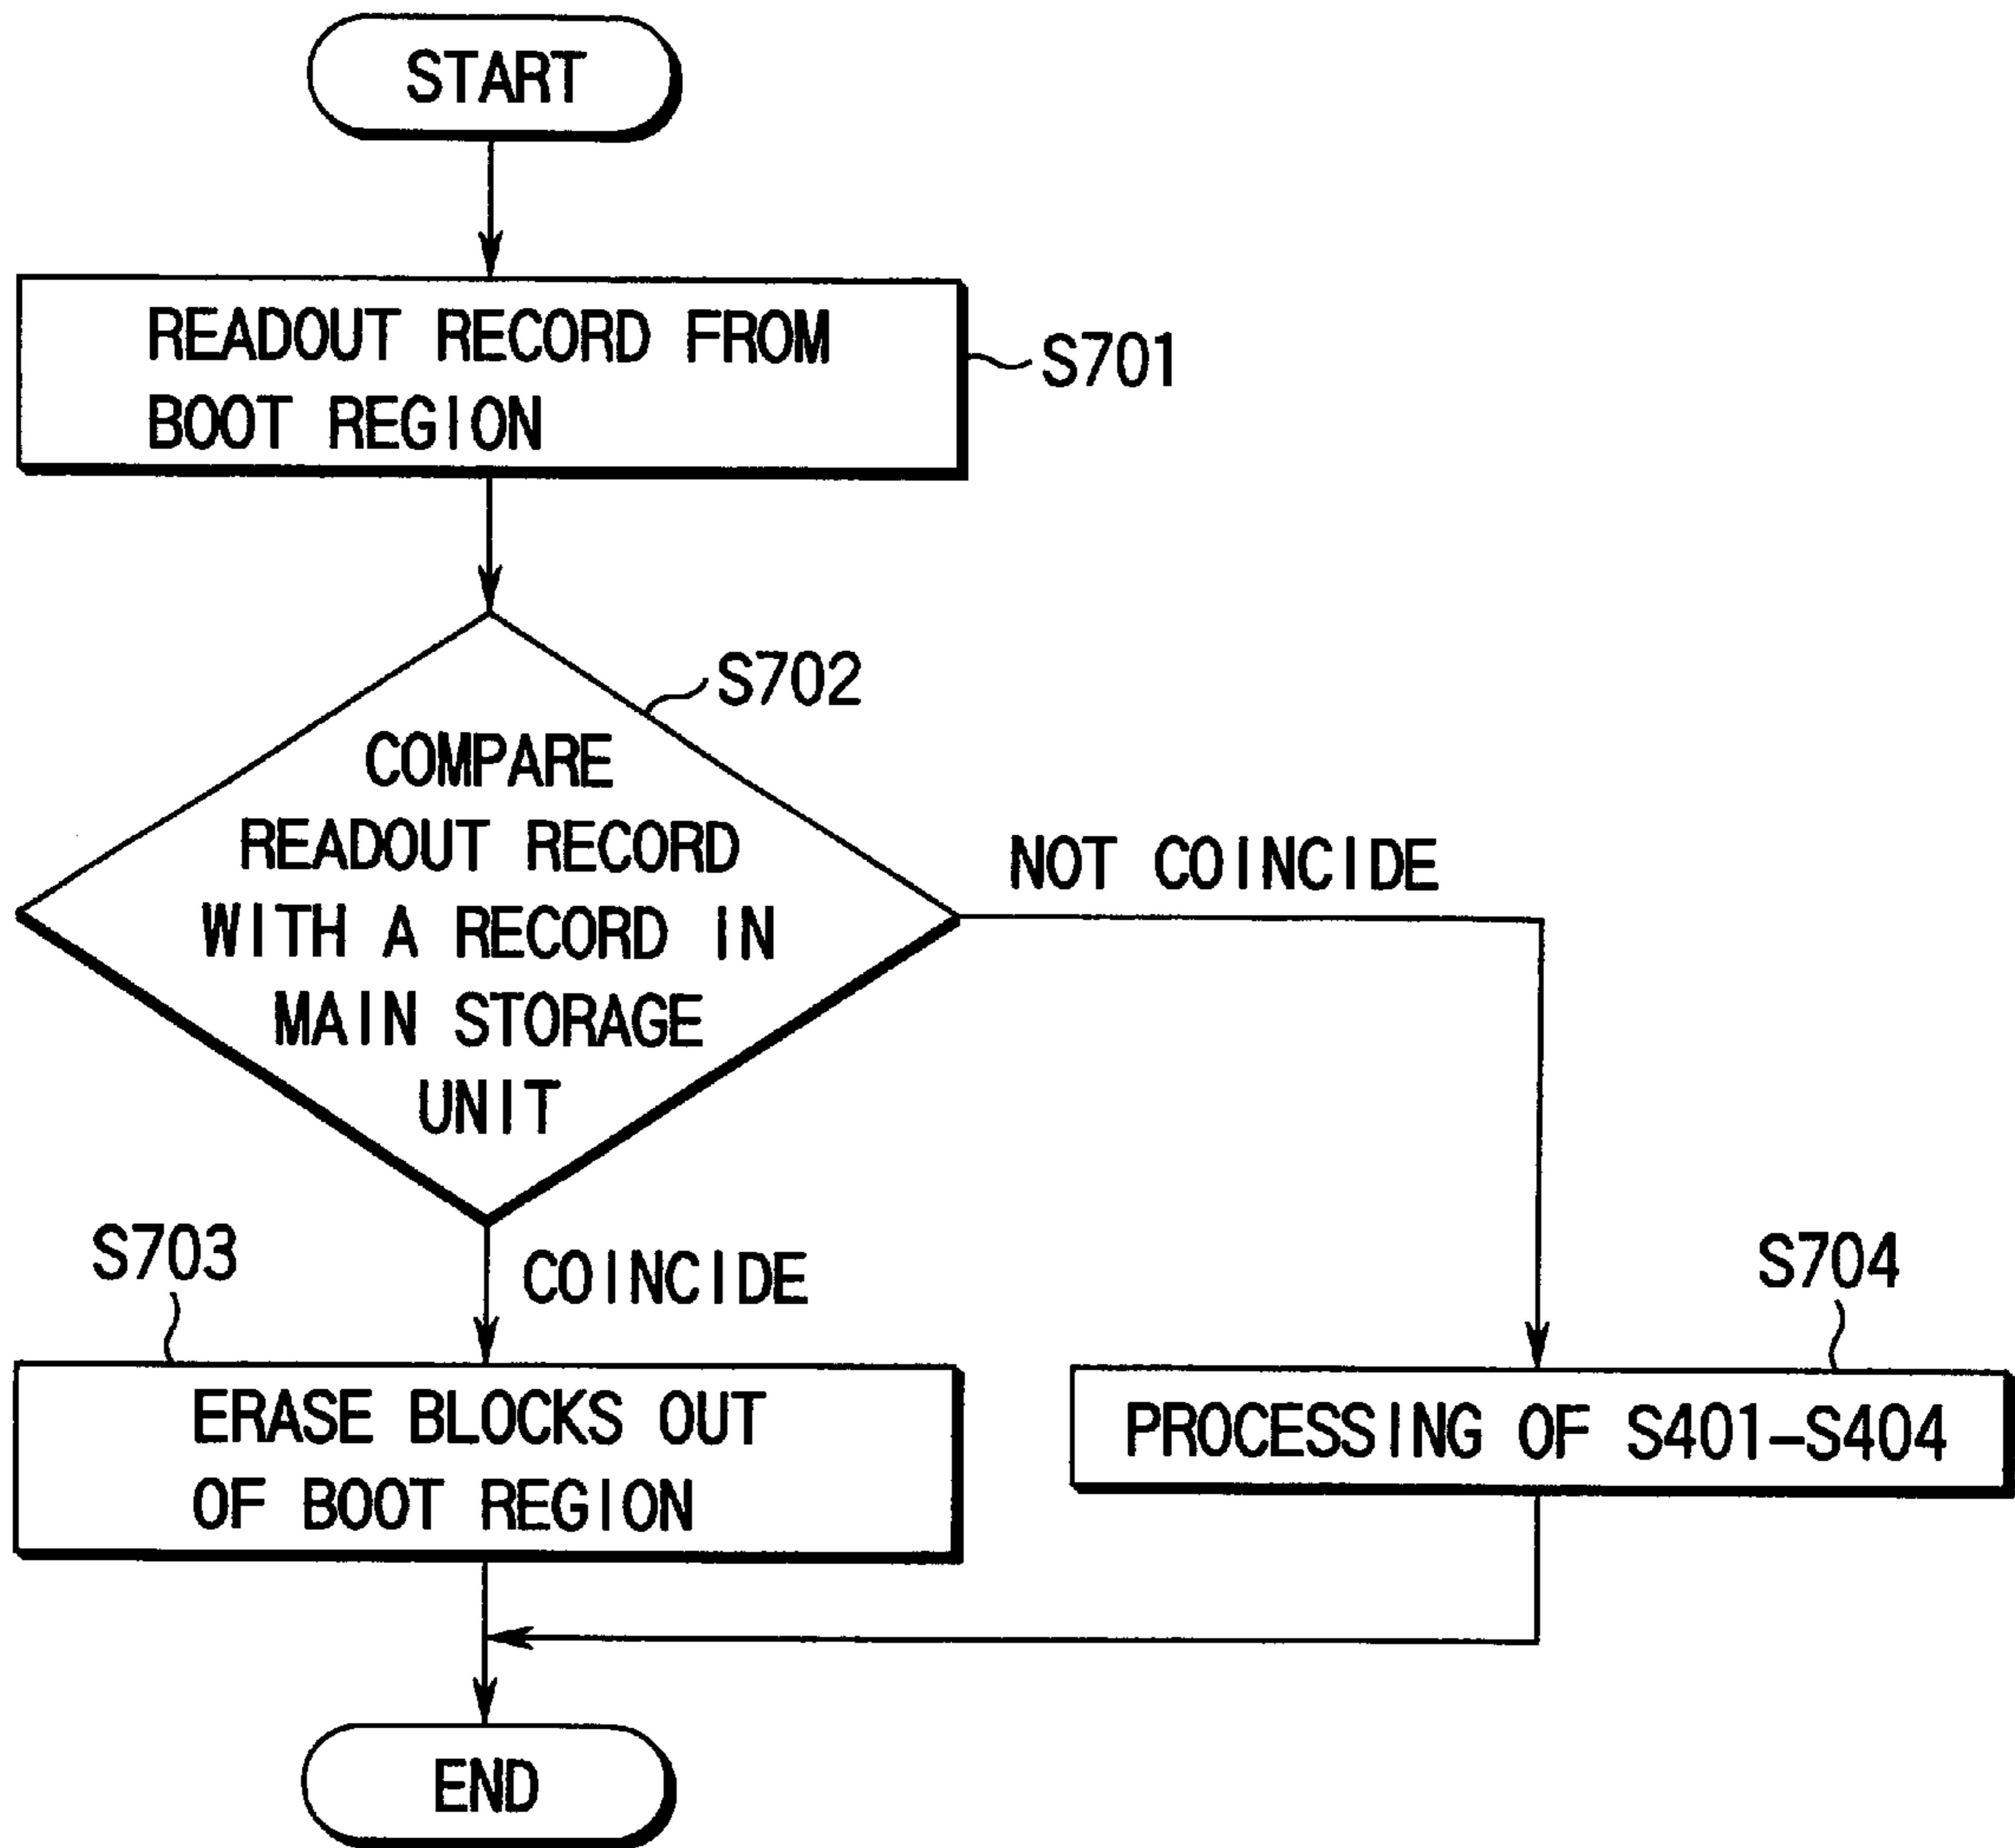 START
READOUT RECORD FROM
BOOT REGION
S701
S702
COMPARE
READOUT RECORD
WITH A RECORD IN
MAIN STORAGE
UNIT
NOT COINCIDE
COINCIDE
S703
ERASE BLOCKS OUT
OF BOOT REGION
S704
PROCESSING OF S401-S404
END